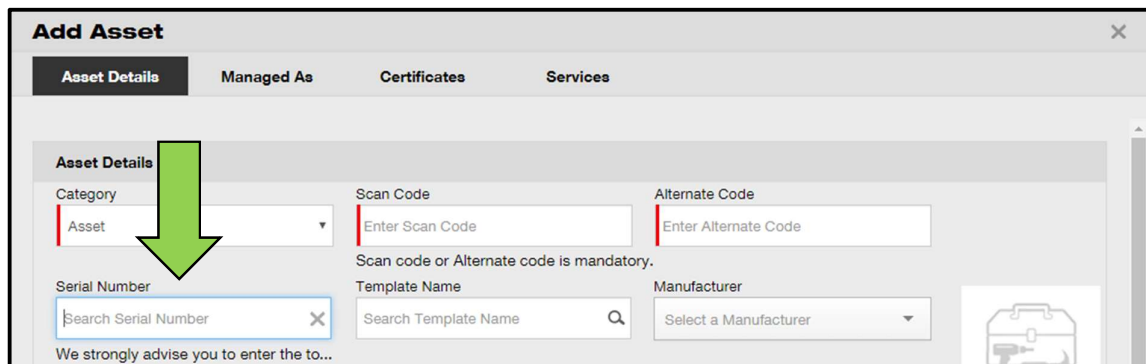 Add Asset
Asset Details Managed As Certificates Services
Asset Details
Category Scan Code Alternate Code
Asset Enter Scan Code Enter Alternate Code
Scan code or Alternate code is mandatory.
Serial Number Template Name Manufacturer
Search Serial Number Search Template Name Select a Manufacturer
We strongly advise you to enter the to...